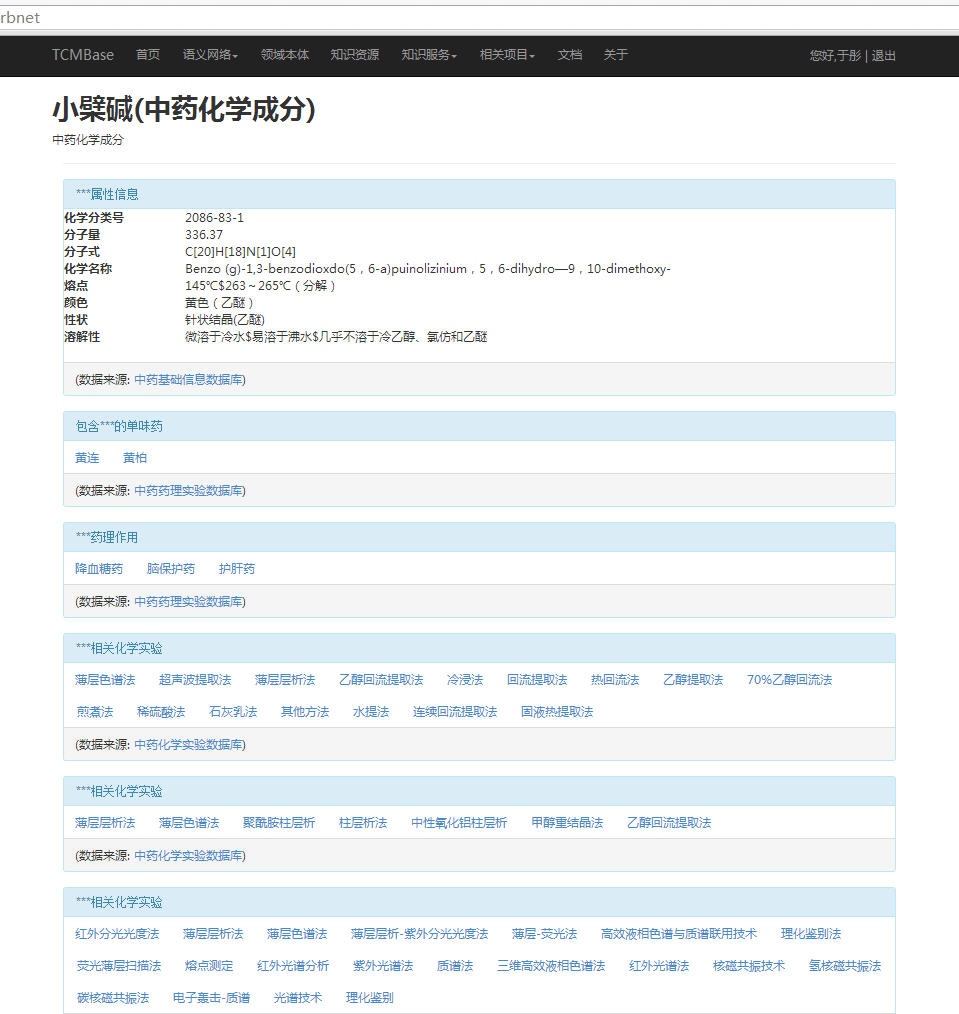 rbnet
TCMBase 首页 语义网络 领域本体 知识资源 知识服务 相关项目 文档 关于 您好,于彤 | 退出
小檗碱(中药化学成分)
中药化学成分
***属性信息
化学分类号 2086-83-1
分子量 336.37
分子式 C[20]H[18]N[1]O[4]
化学名称 Benzo (g)-1,3-benzodioxdo(5，6-a)puinolizinium，5，6-dihydro—9，10-dimethoxy-
熔点 145℃$263～265℃（分解）
颜色 黄色（乙醚）
性状 针状结晶(乙醚)
溶解性 微溶于冷水$易溶于沸水$几乎不溶于冷乙醇、氯仿和乙醚
(数据来源: 中药基础信息数据库)
包含***的单味药
黄连 黄柏
(数据来源: 中药药理实验数据库)
***药理作用
降血糖药 脑保护药 护肝药
(数据来源: 中药药理实验数据库)
***相关化学实验
薄层色谱法 超声波提取法 薄层层析法 乙醇回流提取法 冷浸法 回流提取法 热回流法 乙醇提取法 70%乙醇回流法
煎煮法 稀硫酸法 石灰乳法 其他方法 水提法 连续回流提取法 固液热提取法
(数据来源: 中药化学实验数据库)
***相关化学实验
薄层层析法 薄层色谱法 聚酰胺柱层析 柱层析法 中性氧化铝柱层析 甲醇重结晶法 乙醇回流提取法
(数据来源: 中药化学实验数据库)
***相关化学实验
红外分光光度法 薄层层析法 薄层色谱法 薄层层析-紫外分光光度法 薄层-荧光法 高效液相色谱与质谱联用技术 理化鉴别法
荧光薄层扫描法 熔点测定 红外光谱分析 紫外光谱法 质谱法 三维高效液相色谱法 红外光谱法 核磁共振技术 氢核磁共振法
碳核磁共振法 电子轰击-质谱 光谱技术 理化鉴别